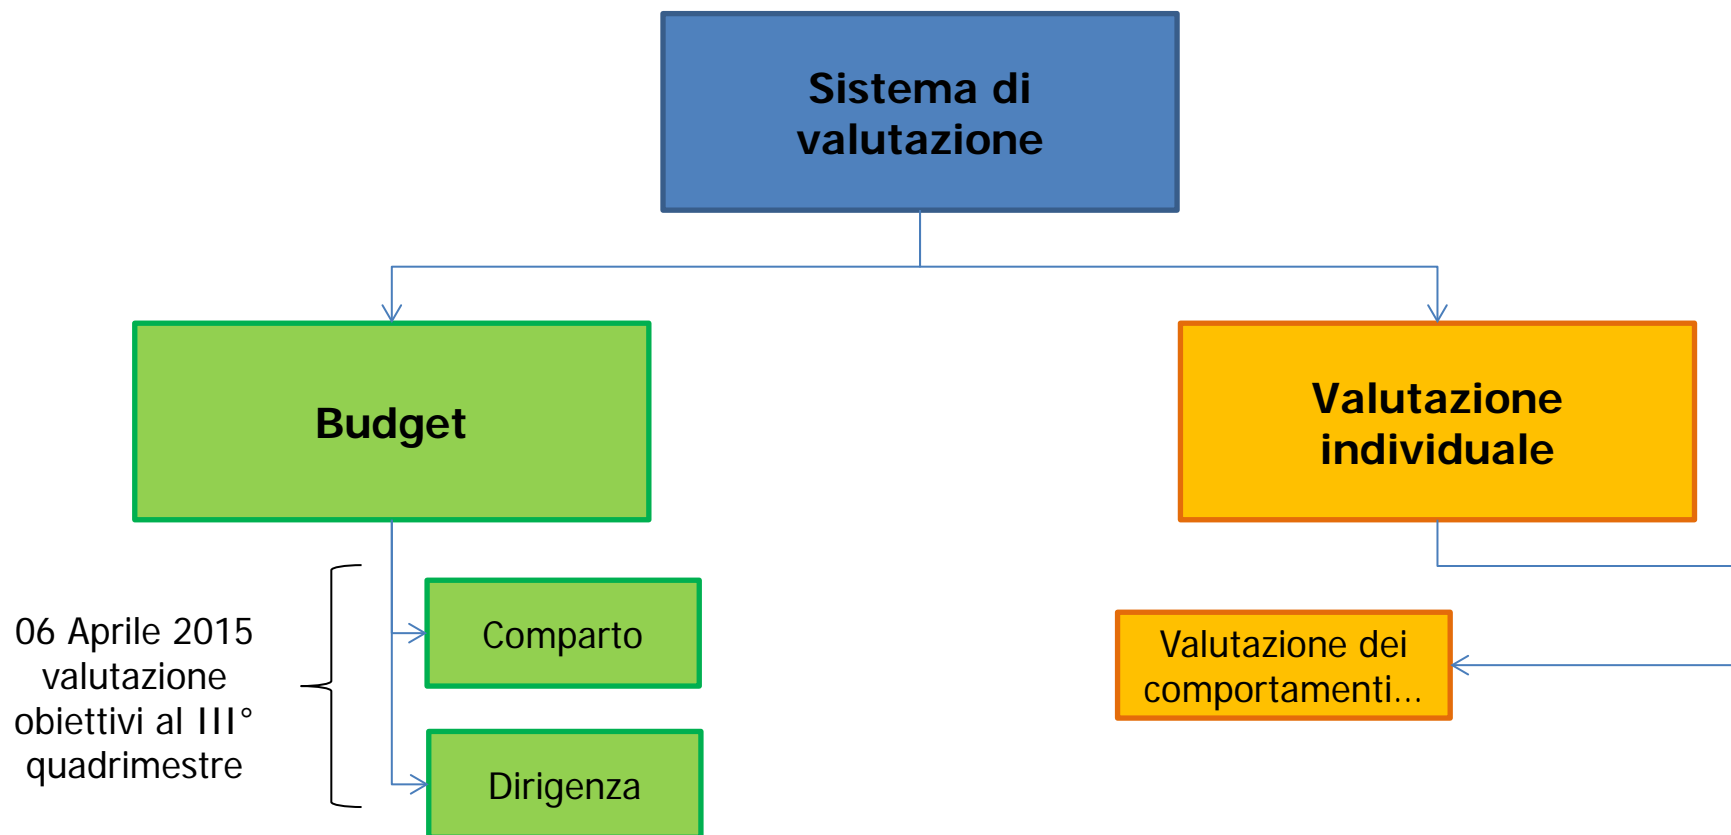 Sistema di
valutazione
Budget
Valutazione
individuale
06 Aprile 2015
valutazione
obiettivi al III°
quadrimestre
Comparto
Dirigenza
Valutazione dei
comportamenti...